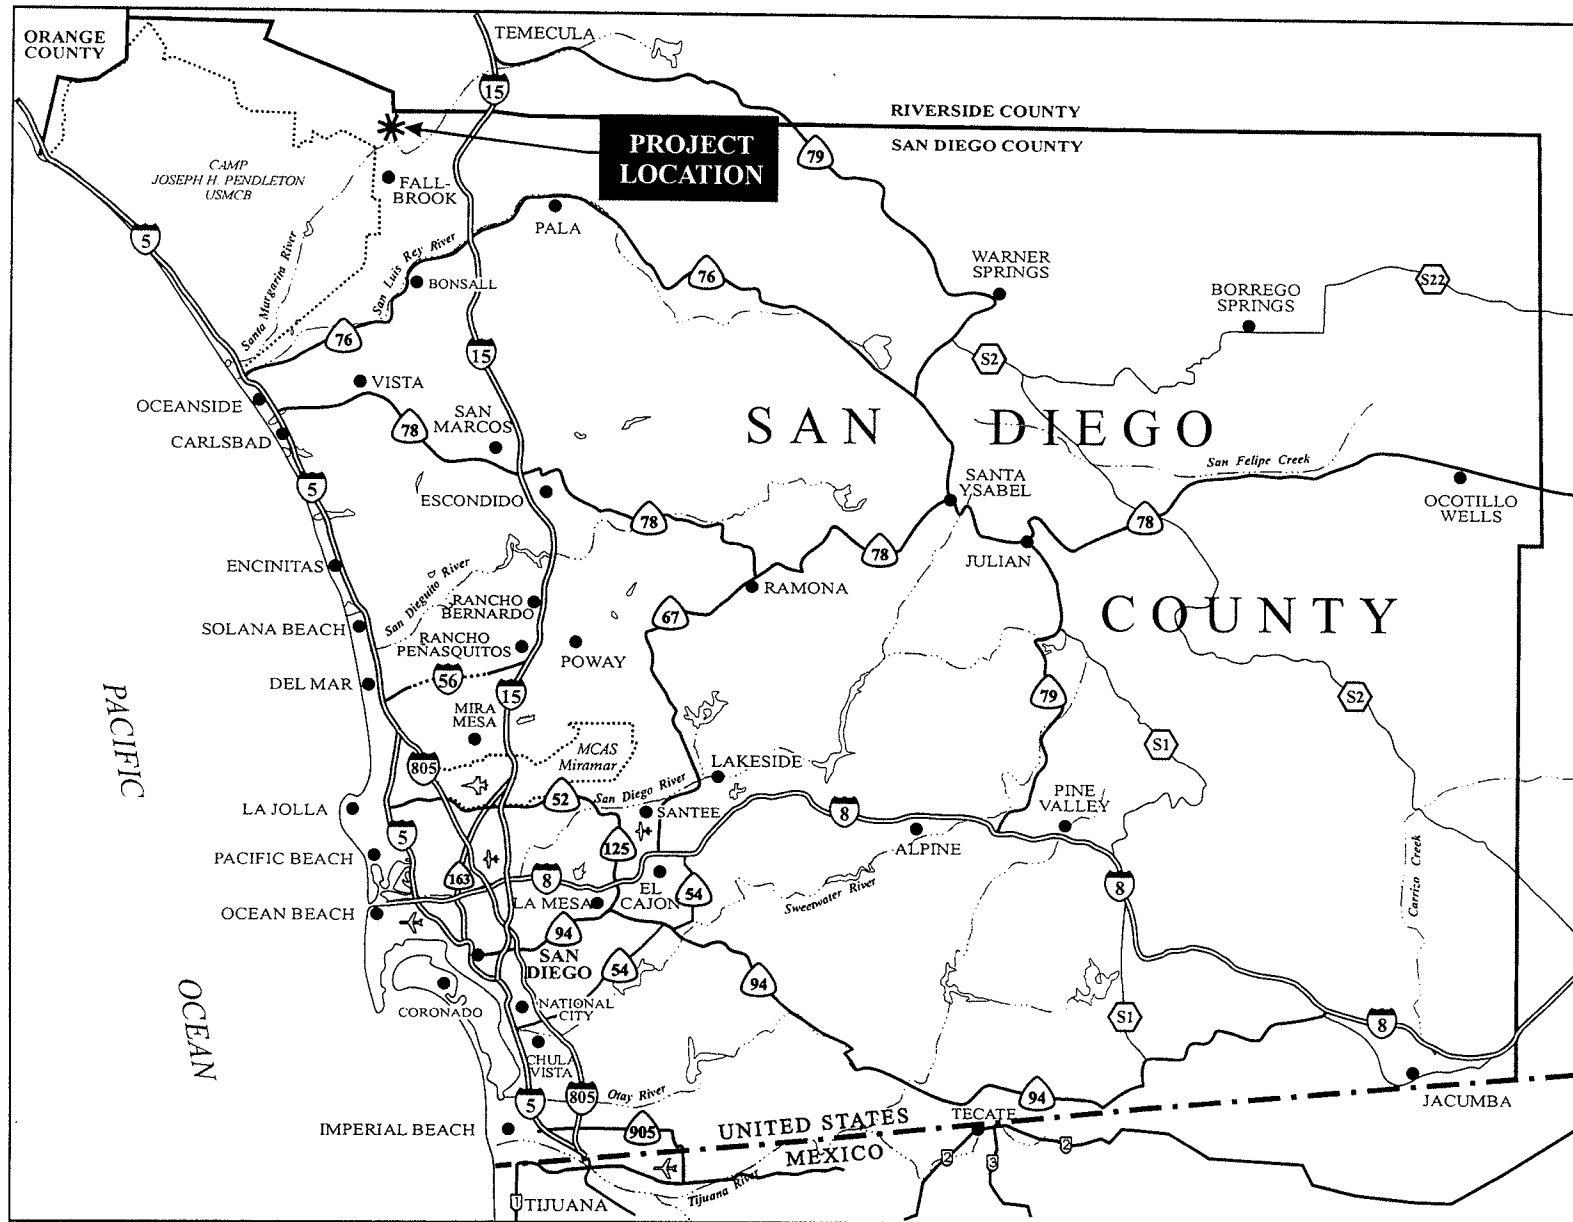 ORANGE
COUNTY
TEMECULA
15
RIVERSIDE COUNTY
SAN DIEGO COUNTY
PROJECT
LOCATION
79
CAMP
JOSEPH H. PENDLETON
USMCB
FALL-
BROOK
PALA
5
Santa Margarita River
San Luis Rey River
BONSALL
76
WARNER
SPRINGS
BORREGO
SPRINGS
S22
76
15
S2
VISTA
OCEANSIDE
CARLSBAD
78
SAN
MARCOS
SAN DIEGO
San Felipe Creek
SANTA
YSABEL
OCOTILLO
WELLS
5
ESCONDIDO
78
78
78
JULIAN
ENCINITAS
San Dieguito River
RANCHO
BERNARDO
RAMONA
67
COUNTY
SOLANA BEACH
RANCHO
PEÑASQUITOS
POWAY
DEL MAR
56
15
79
S2
PACIFIC
MIRA
MESA
MCAS
Miramar
S1
805
LAKESIDE
San Diego River
52
SANTEE
PINE
VALLEY
8
LA JOLLA
5
125
ALPINE
PACIFIC BEACH
163
8
EL
CAJON
54
8
Sweetwater River
Carrizo Creek
OCEAN BEACH
LA MESA
94
SAN
DIEGO
54
94
OCEAN
CORONADO
NATIONAL
CITY
S1
8
CHULA
VISTA
5
805
Otay River
94
JACUMBA
IMPERIAL BEACH
905
UNITED STATES
MEXICO
TECATE
2
3
2
Tijuana River
1
TIJUANA